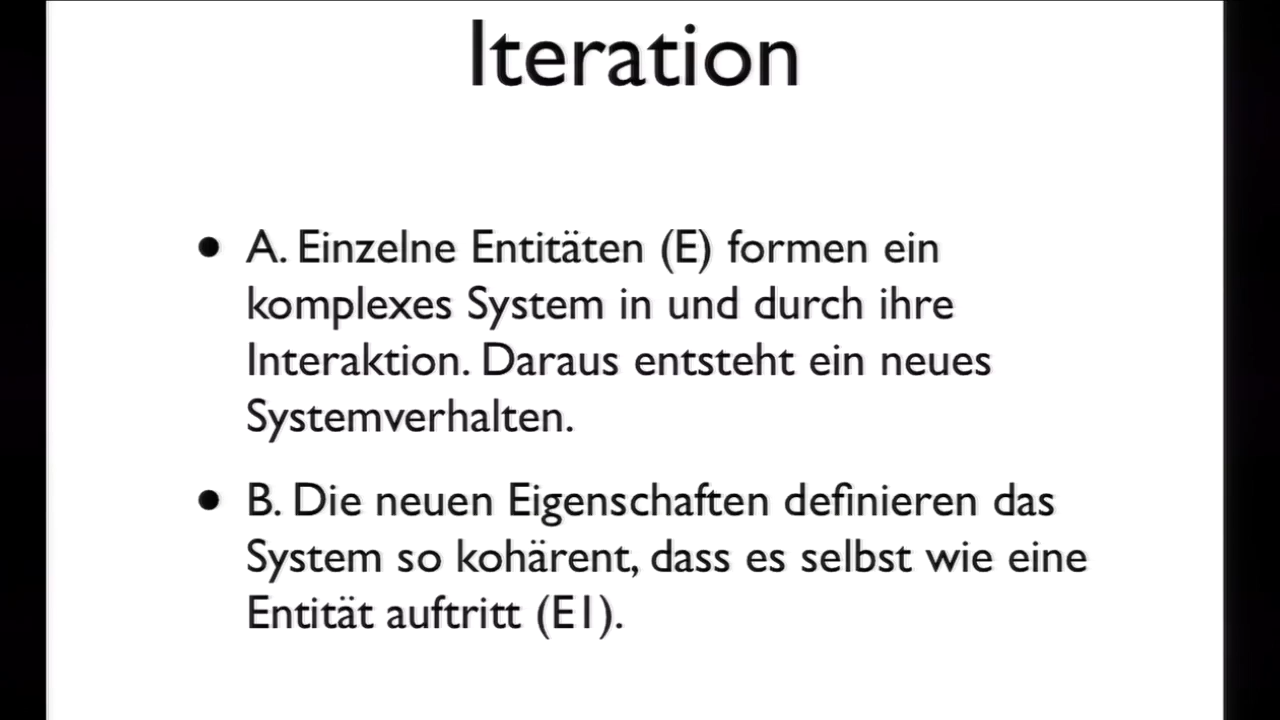 Iteration
• A. Einzelne Entitäten (E) formen ein
komplexes System in und durch ihre
Interaktion. Daraus entsteht ein neues
Systemverhalten.
• B. Die neuen Eigenschaften definieren das
System so kohärent, dass es selbst wie eine
Entität auftritt (E1).